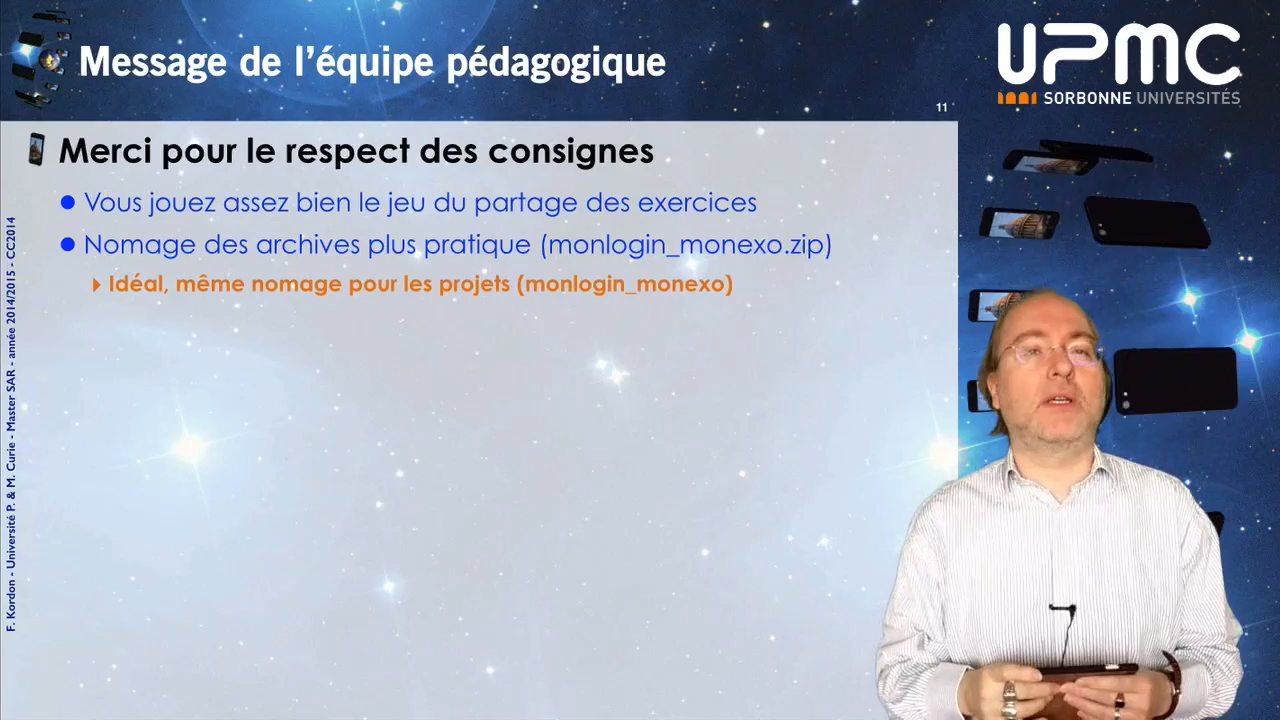 Message de l'équipe pédagogique
UPMC
SORBONNE UNIVERSITÉS
11
Merci pour le respect des consignes
Vous jouez assez bien le jeu du partage des exercices
Nomage des archives plus pratique (monlogin_monexo.zip)
Idéal, même nomage pour les projets (monlogin_monexo)
F. Kordon - Université P. & M. Curie - Master SAR - année 2014/2015 - CC2014